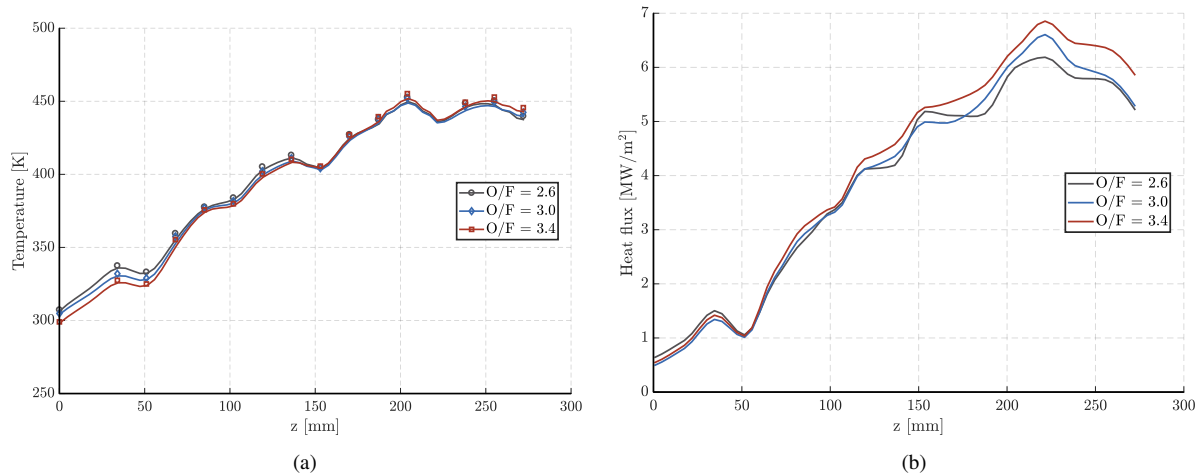 500
450
400
350
300
250
Temperature [K]
O/F = 2.6
O/F = 3.0
O/F = 3.4
0
50
100
150
200
250
300
z [mm]
(a)
7
6
5
4
3
2
1
0
Heat flux [MW/m²]
O/F = 2.6
O/F = 3.0
O/F = 3.4
0
50
100
150
200
250
300
z [mm]
(b)